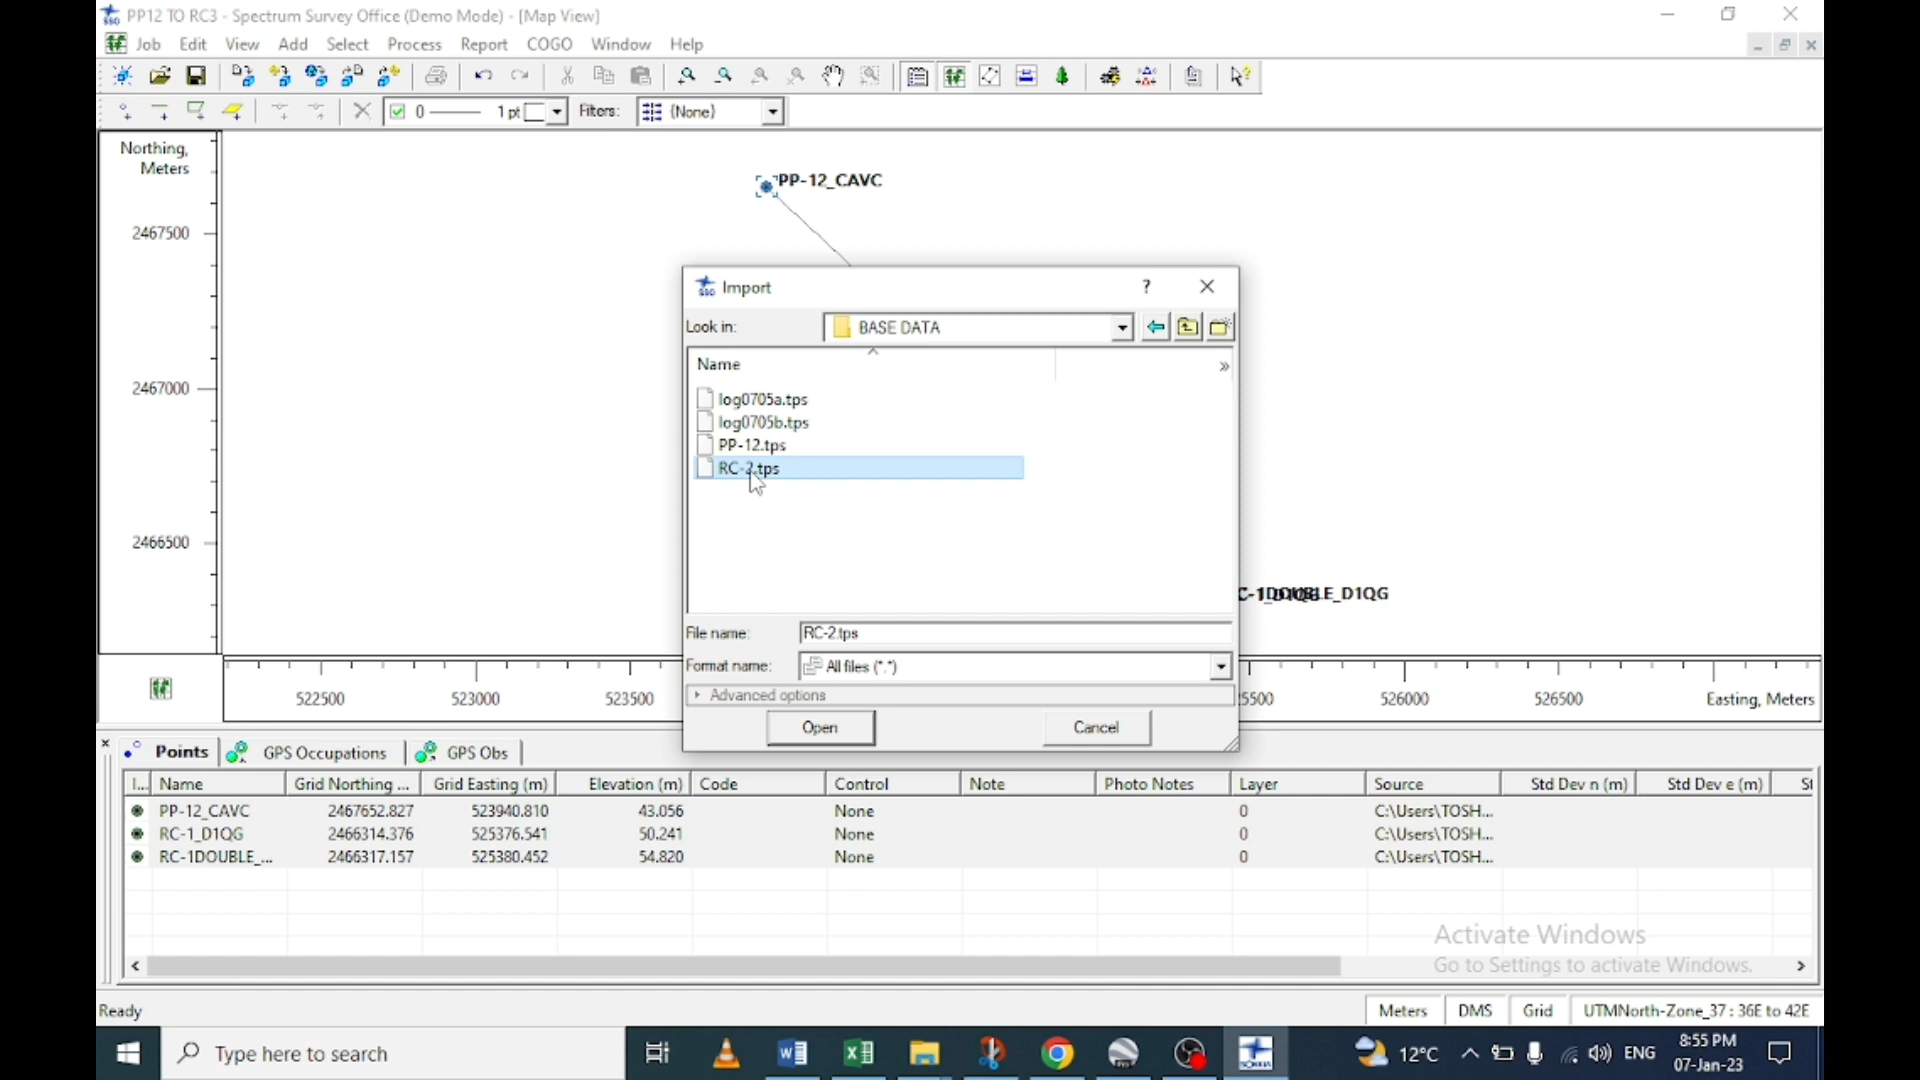 PP12 TO RC3 - Spectrum Survey Office (Demo Mode) - [Map View]
Job Edit View Add Select Process Report COGO Window Help
0 1 pt Filters: (None)
Northing, Meters
2467500
2467000
2466500
PP-12_CAVC
Import
Look in: BASE DATA
Name
log0705a.tps
log0705b.tps
PP-12.tps
RC-2.tps
File name: RC-2.tps
Format name: All files (*.*)
Advanced options
Open Cancel
522500 523000 523500 5500 526000 526500 Easting, Meters
Points GPS Occupations GPS Obs
I... Name Grid Northing ... Grid Easting (m) Elevation (m) Code Control Note Photo Notes Layer Source Std Dev n (m) Std Dev e (m) St
PP-12_CAVC 2467652.827 523940.810 43.056 None 0 C:\Users\TOSH...
RC-1_D1QG 2466314.376 525376.541 50.241 None 0 C:\Users\TOSH...
RC-1DOUBLE_... 2466317.157 525380.452 54.820 None 0 C:\Users\TOSH...
Activate Windows
Go to Settings to activate Windows.
Ready Meters DMS Grid UTMNorth-Zone_37 : 36E to 42E
Type here to search 12°C ENG 8:55 PM
07-Jan-23
SOKKIA